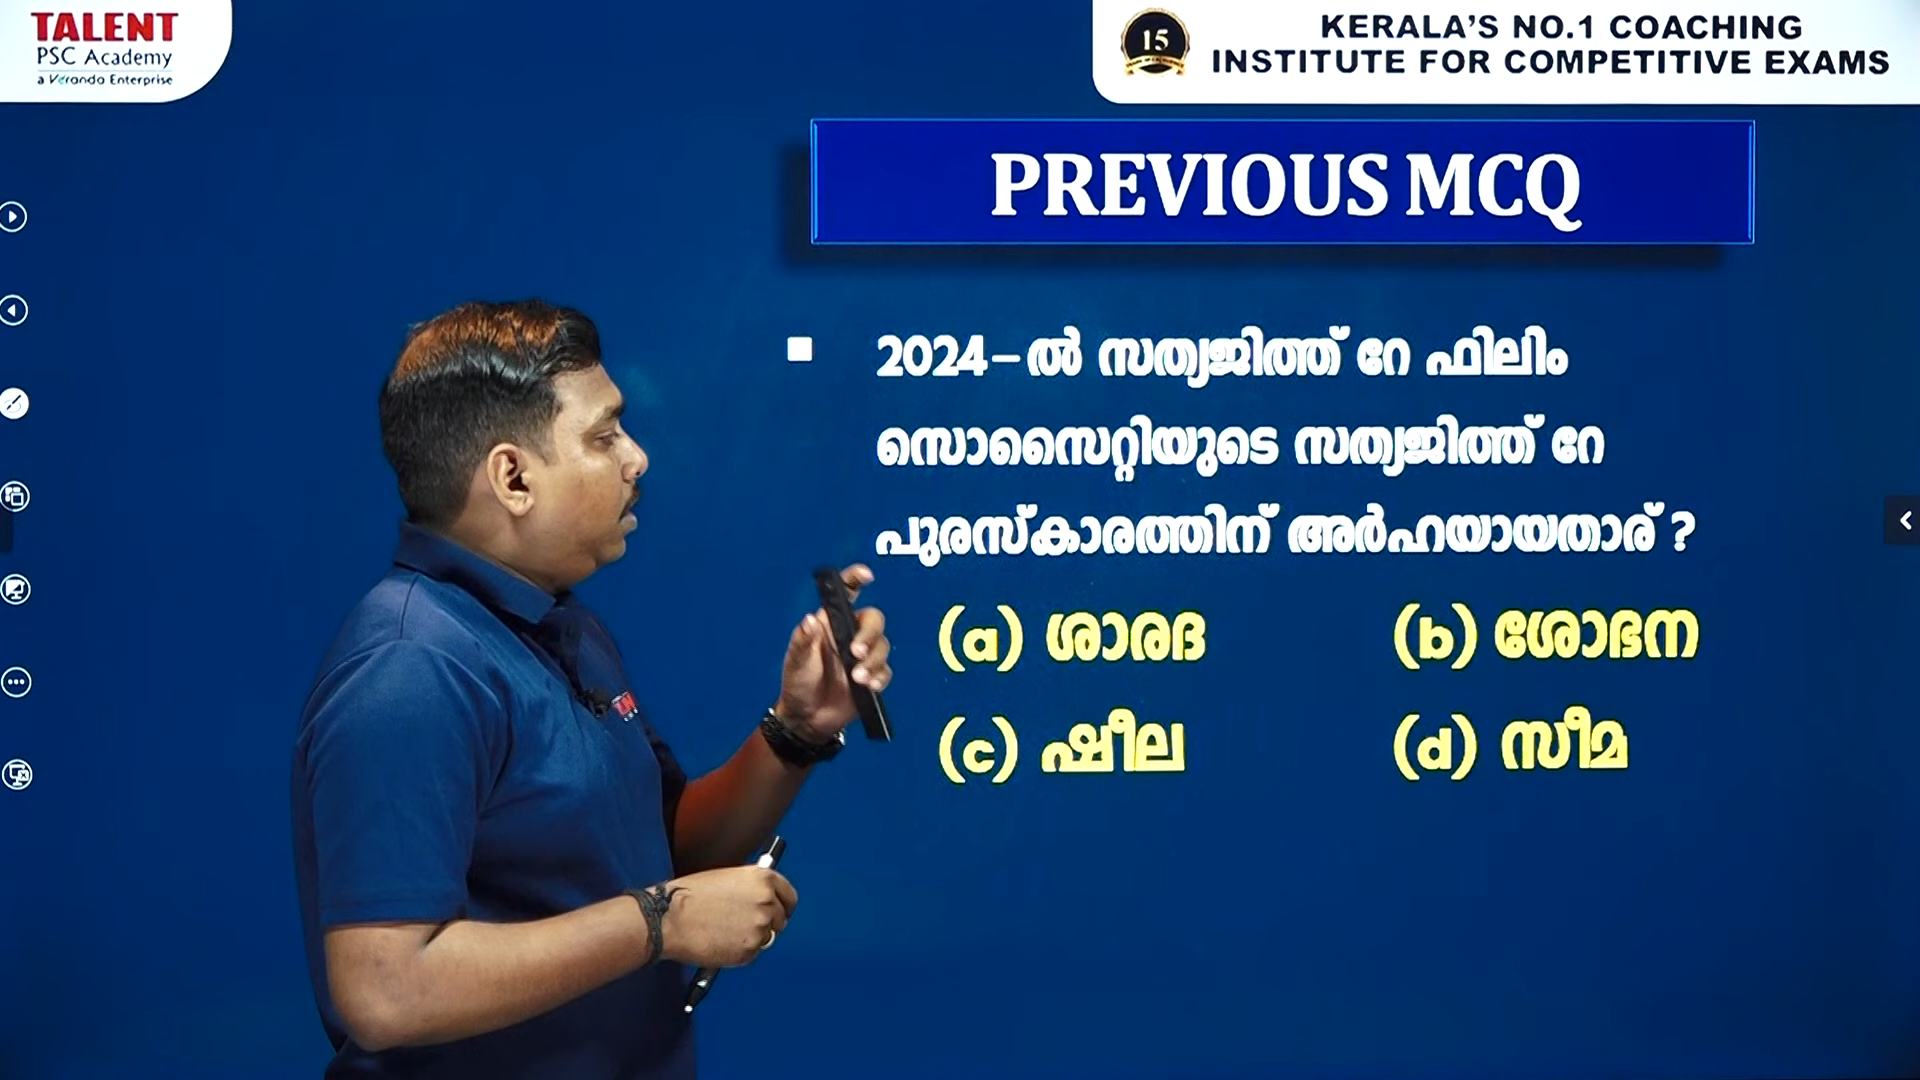 TALENT
PSC Academy
a Veranda Enterprise
15
KERALA'S NO.1 COACHING
INSTITUTE FOR COMPETITIVE EXAMS
PREVIOUS MCQ
2024-ൽ സത്യജിത്ത് റേ ഫിലിം
സൊസൈറ്റിയുടെ സത്യജിത്ത് റേ
പുരസ്കാരത്തിന് അർഹയായതാര് ?
(a) ശാരദ (b) ശോഭന
(c) ഷീല (d) സീമ